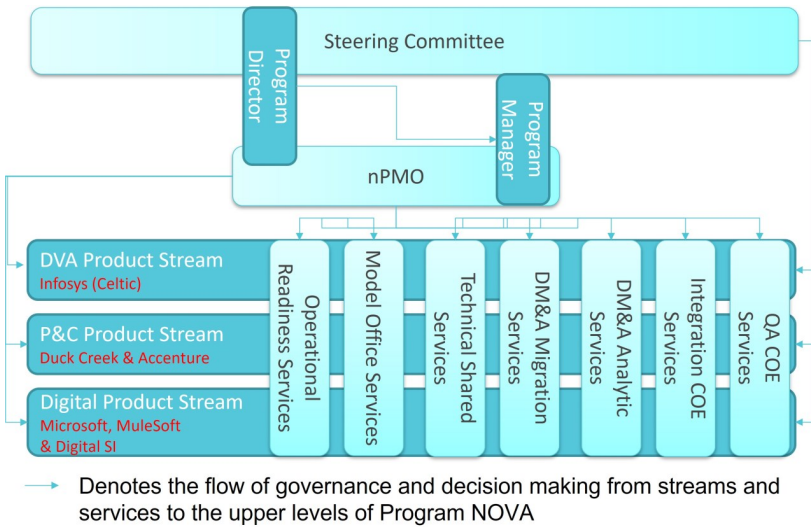 Steering Committee
Program
Director
Program
Manager
nPMO
DVA Product Stream
Infosys (Celtic)
P&C Product Stream
Duck Creek & Accenture
Digital Product Stream
Microsoft, MuleSoft
& Digital SI
Operational
Readiness Services
Model Office Services
Technical Shared
Services
DM&A Migration
Services
DM&A Analytic
Services
Integration COE
Services
QA COE
Services
Denotes the flow of governance and decision making from streams and
services to the upper levels of Program NOVA